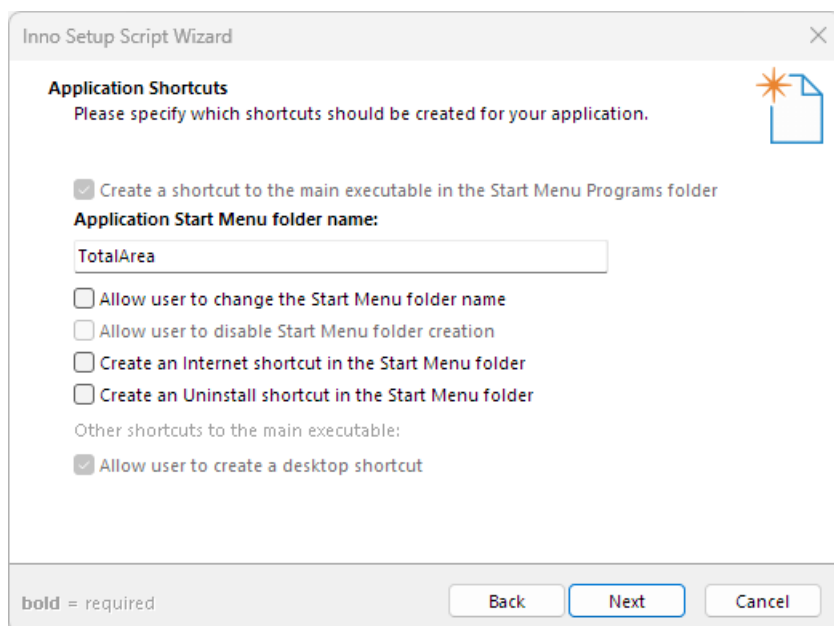 Inno Setup Script Wizard
Application Shortcuts
Please specify which shortcuts should be created for your application.
Create a shortcut to the main executable in the Start Menu Programs folder
Application Start Menu folder name:
TotalArea
Allow user to change the Start Menu folder name
Allow user to disable Start Menu folder creation
Create an Internet shortcut in the Start Menu folder
Create an Uninstall shortcut in the Start Menu folder
Other shortcuts to the main executable:
Allow user to create a desktop shortcut
bold = required
Back
Next
Cancel